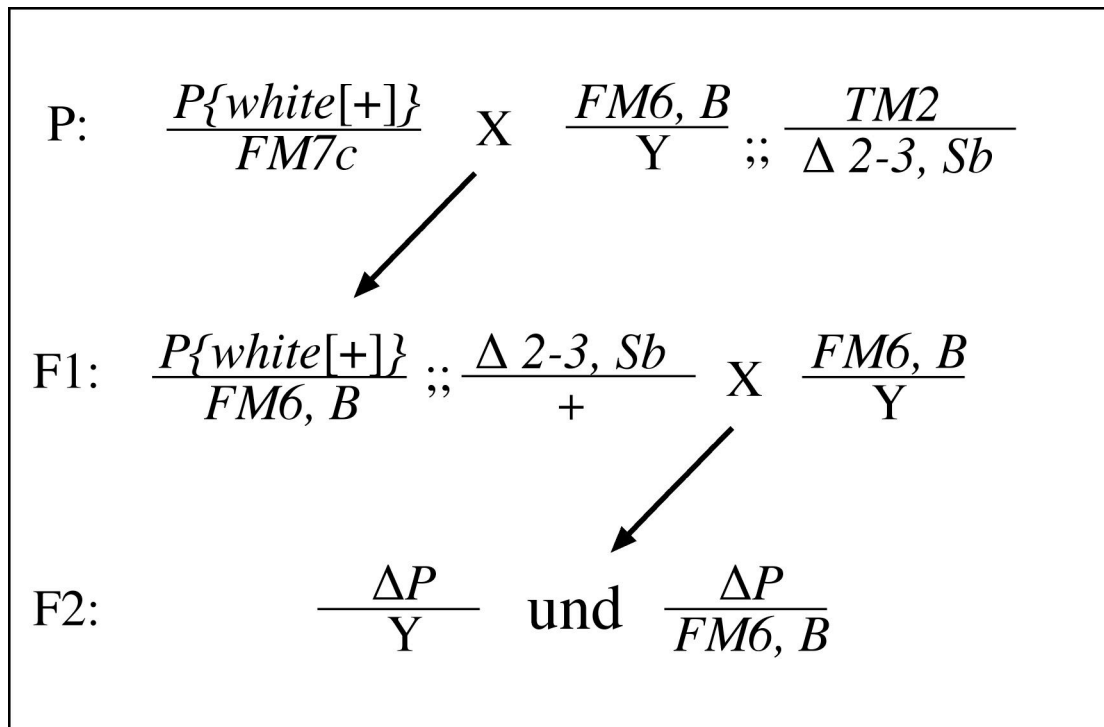 P: P{white[+]} X FM6, B ;; TM2
FM7c Y Δ 2-3, Sb
F1: P{white[+]} ;; Δ 2-3, Sb X FM6, B
FM6, B + Y
F2: ΔP und ΔP
Y FM6, B